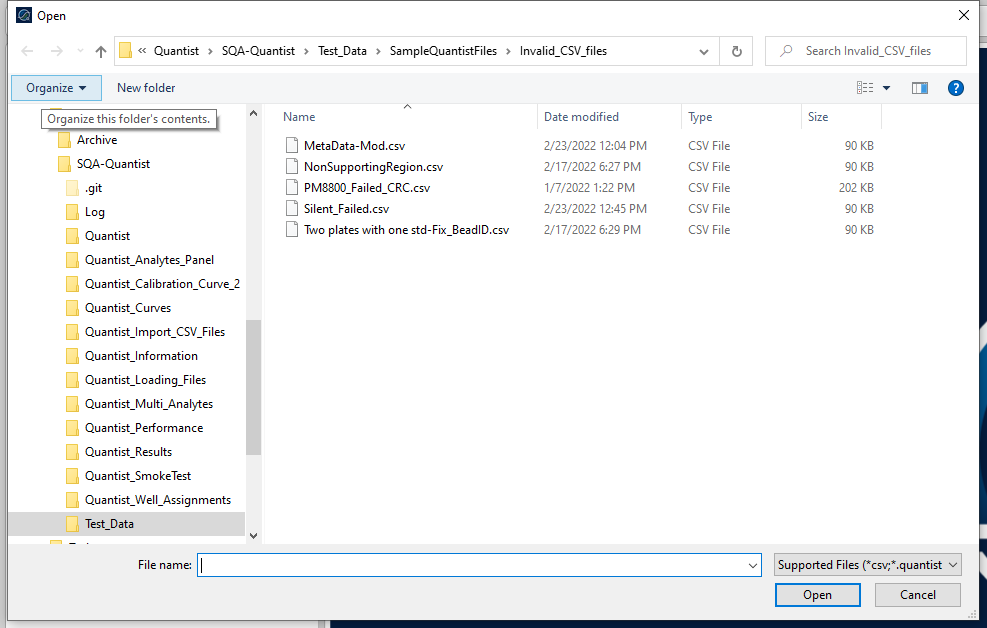 Open
« Quantist › SQA-Quantist › Test_Data › SampleQuantistFiles › Invalid_CSV_files
Search Invalid_CSV_files
Organize
New folder
Organize this folder's contents.
Archive
SQA-Quantist
.git
Log
Quantist
Quantist_Analytes_Panel
Quantist_Calibration_Curve_2
Quantist_Curves
Quantist_Import_CSV_Files
Quantist_Information
Quantist_Loading_Files
Quantist_Multi_Analytes
Quantist_Performance
Quantist_Results
Quantist_SmokeTest
Quantist_Well_Assignments
Test_Data
Name Date modified Type Size
MetaData-Mod.csv 2/23/2022 12:04 PM CSV File 90 KB
NonSupportingRegion.csv 2/17/2022 6:27 PM CSV File 90 KB
PM8800_Failed_CRC.csv 1/7/2022 1:22 PM CSV File 202 KB
Silent_Failed.csv 2/23/2022 12:45 PM CSV File 90 KB
Two plates with one std-Fix_BeadID.csv 2/17/2022 6:29 PM CSV File 90 KB
File name:
Supported Files (*csv;*.quantist
Open
Cancel